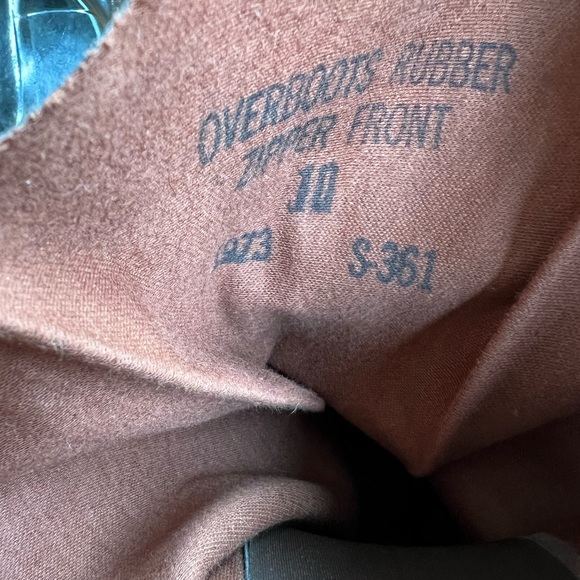 OVERBOOTS RUBBER
ZIPPER FRONT
10
1973 S-361